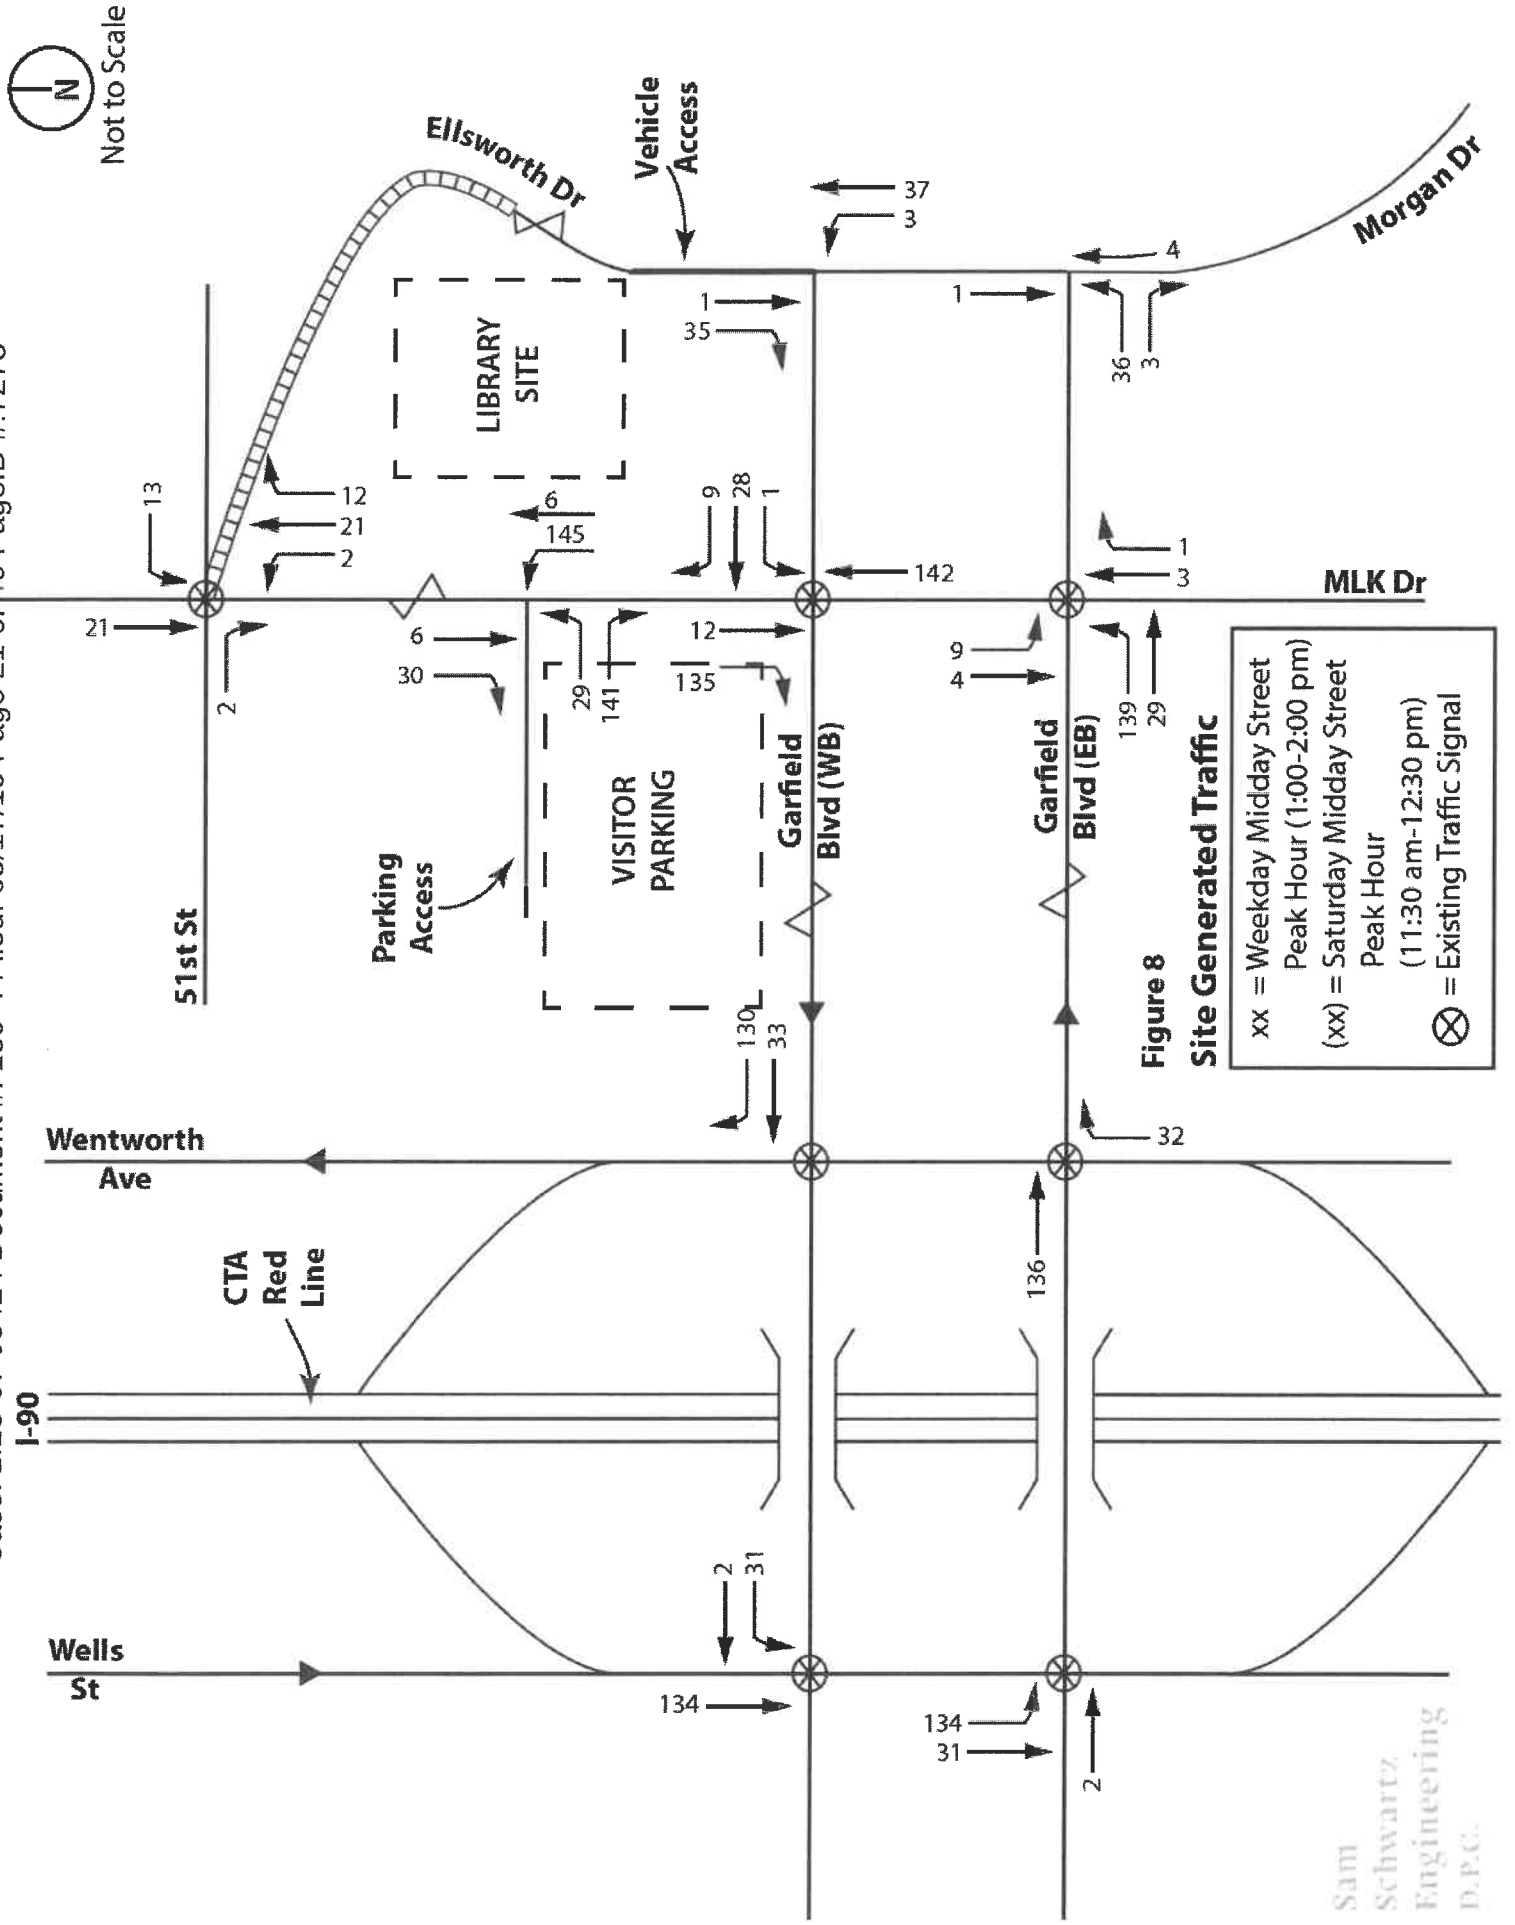 N
Not to Scale
I-90
CTA
Red
Line
Wentworth
Ave
Wells
St
51st St
Parking
Access
VISITOR
PARKING
LIBRARY
SITE
Ellsworth Dr
Vehicle
Access
Morgan Dr
MLK Dr
Garfield
Blvd (WB)
Garfield
Blvd (EB)
13
21
2
12
21
2
6
30
6
145
29
141
9
28
1
12
135
142
9
4
1
3
139
29
1
35
37
3
1
4
36
3
130
33
136
32
2
31
134
134
31
2
Figure 8
Site Generated Traffic
xx = Weekday Midday Street
Peak Hour (1:00-2:00 pm)
(xx) = Saturday Midday Street
Peak Hour
(11:30 am-12:30 pm)
= Existing Traffic Signal
Sam
Schwartz
Engineering
D.P.C.